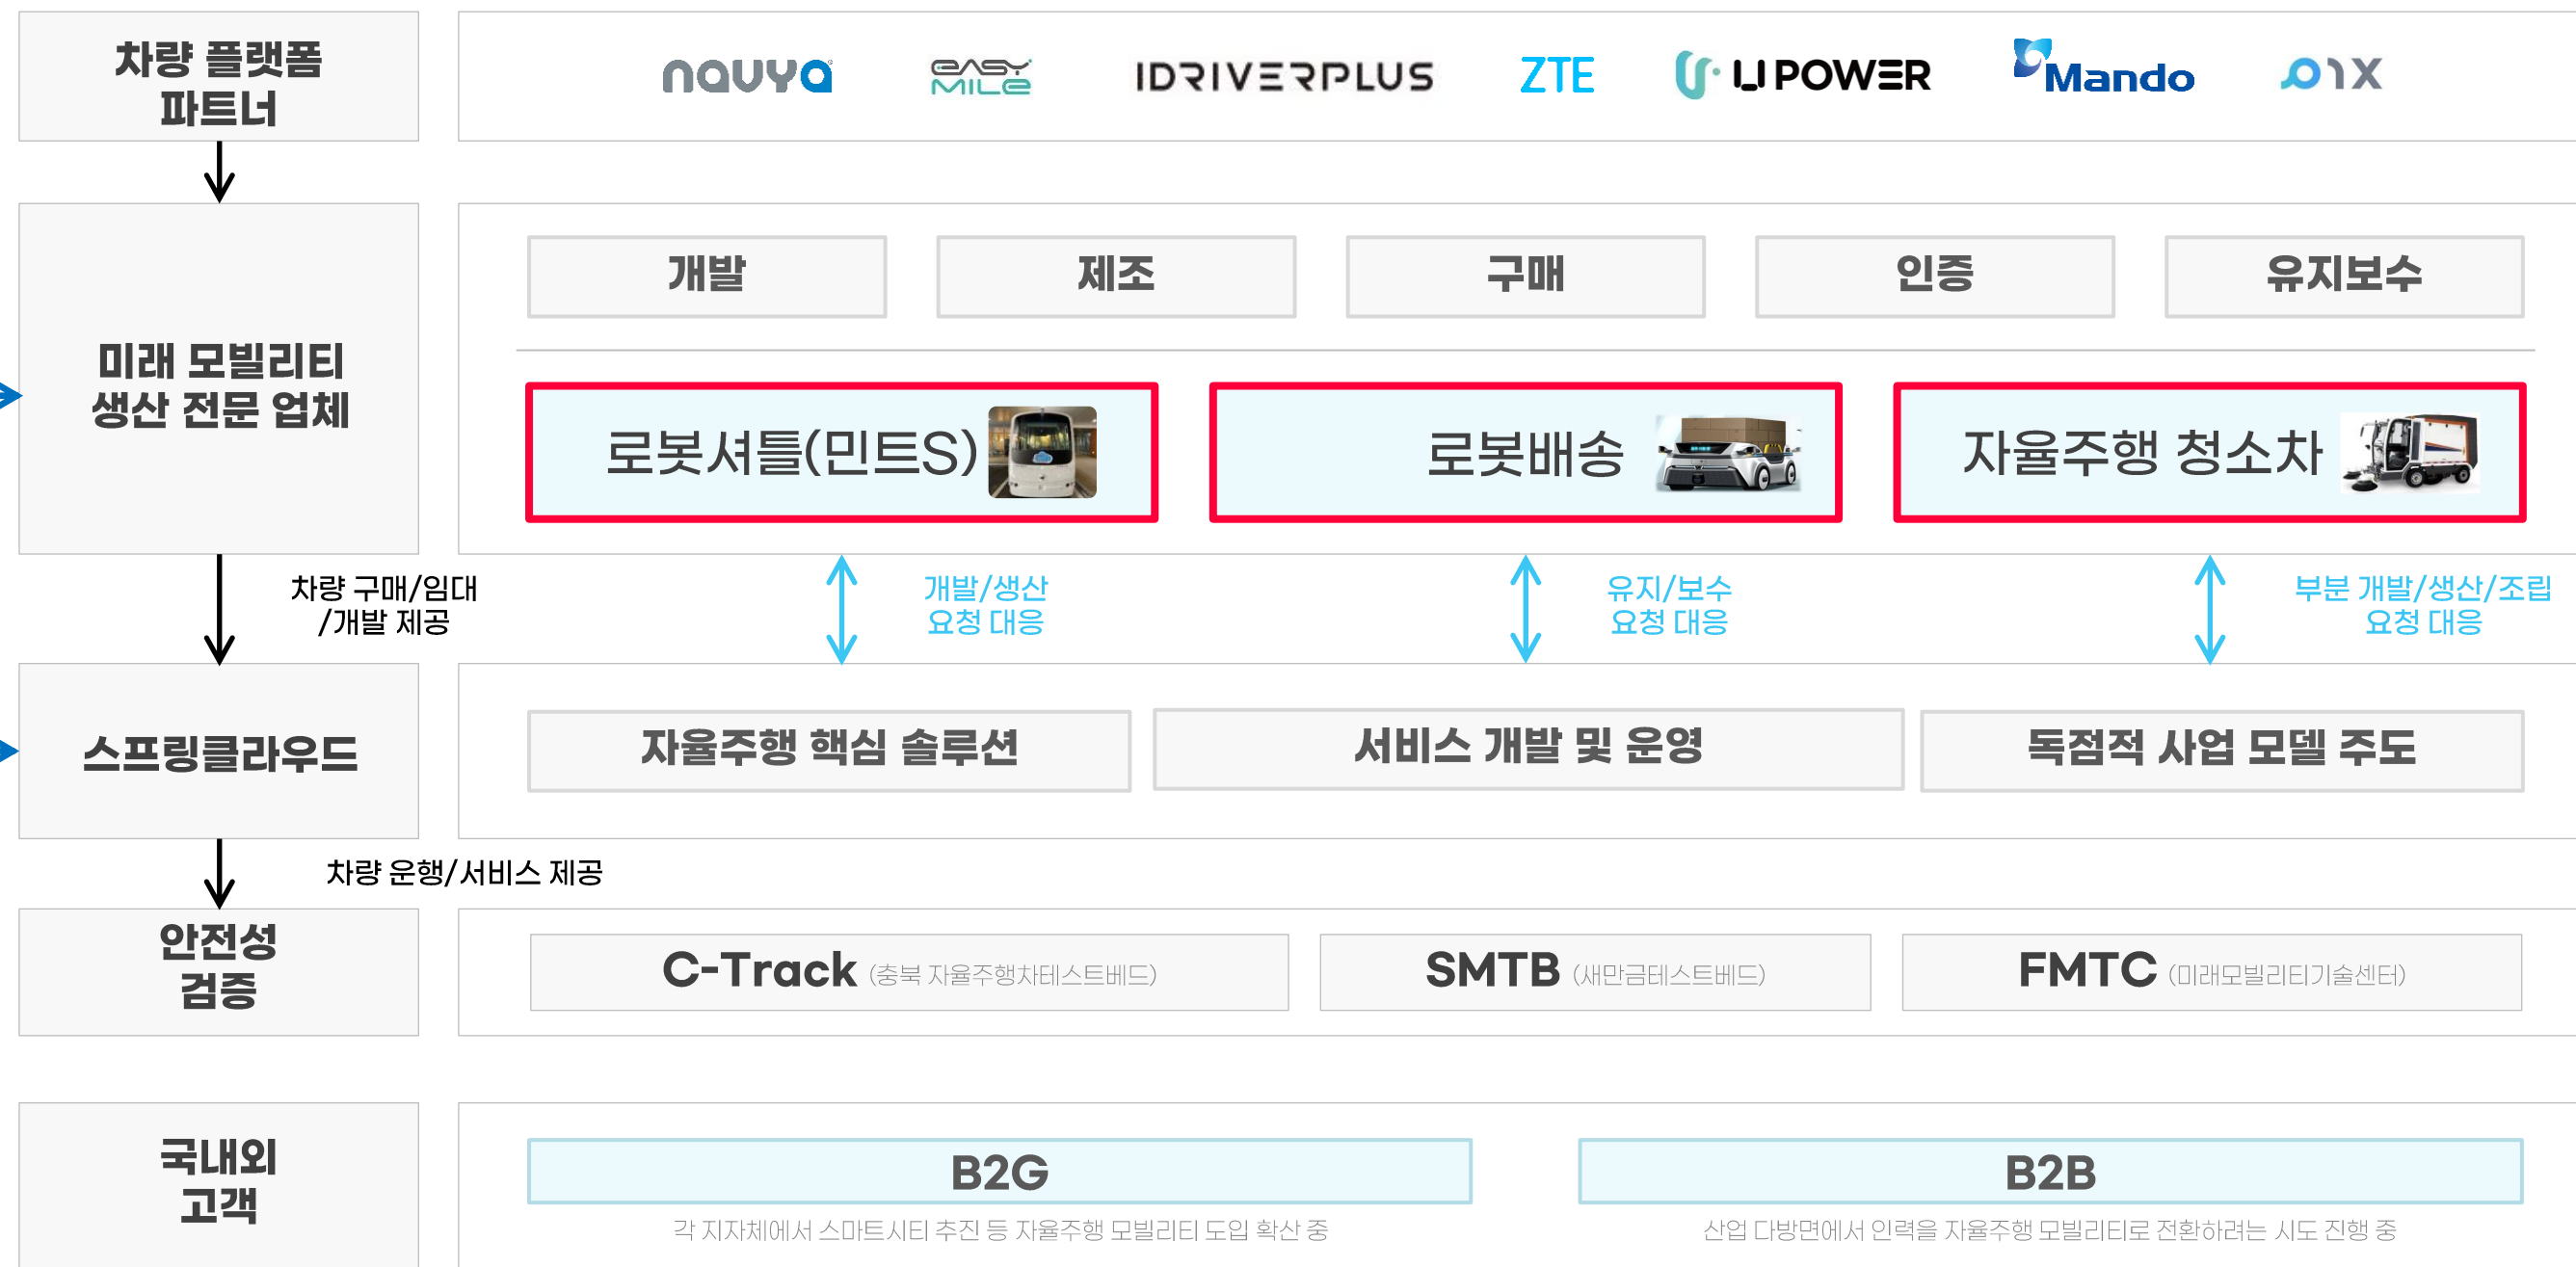 차량 플랫폼
파트너
navya
EASY
MILE
IDRIVERPLUS
ZTE
U POWER
Mando
미래 모빌리티
생산 전문 업체
개발
제조
구매
인증
유지보수
로봇셔틀(민트S)
로봇배송
자율주행 청소차
차량 구매/임대
/개발 제공
개발/생산
요청 대응
유지/보수
요청 대응
부분 개발/생산/조립
요청 대응
스프링클라우드
자율주행 핵심 솔루션
서비스 개발 및 운영
독점적 사업 모델 주도
차량 운행/서비스 제공
안전성
검증
C-Track (충북 자율주행차테스트베드)
SMTB (새만금테스트베드)
FMTC (미래모빌리티기술센터)
국내외
고객
B2G
각 지자체에서 스마트시티 추진 등 자율주행 모빌리티 도입 확산 중
B2B
산업 다방면에서 인력을 자율주행 모빌리티로 전환하려는 시도 진행 중